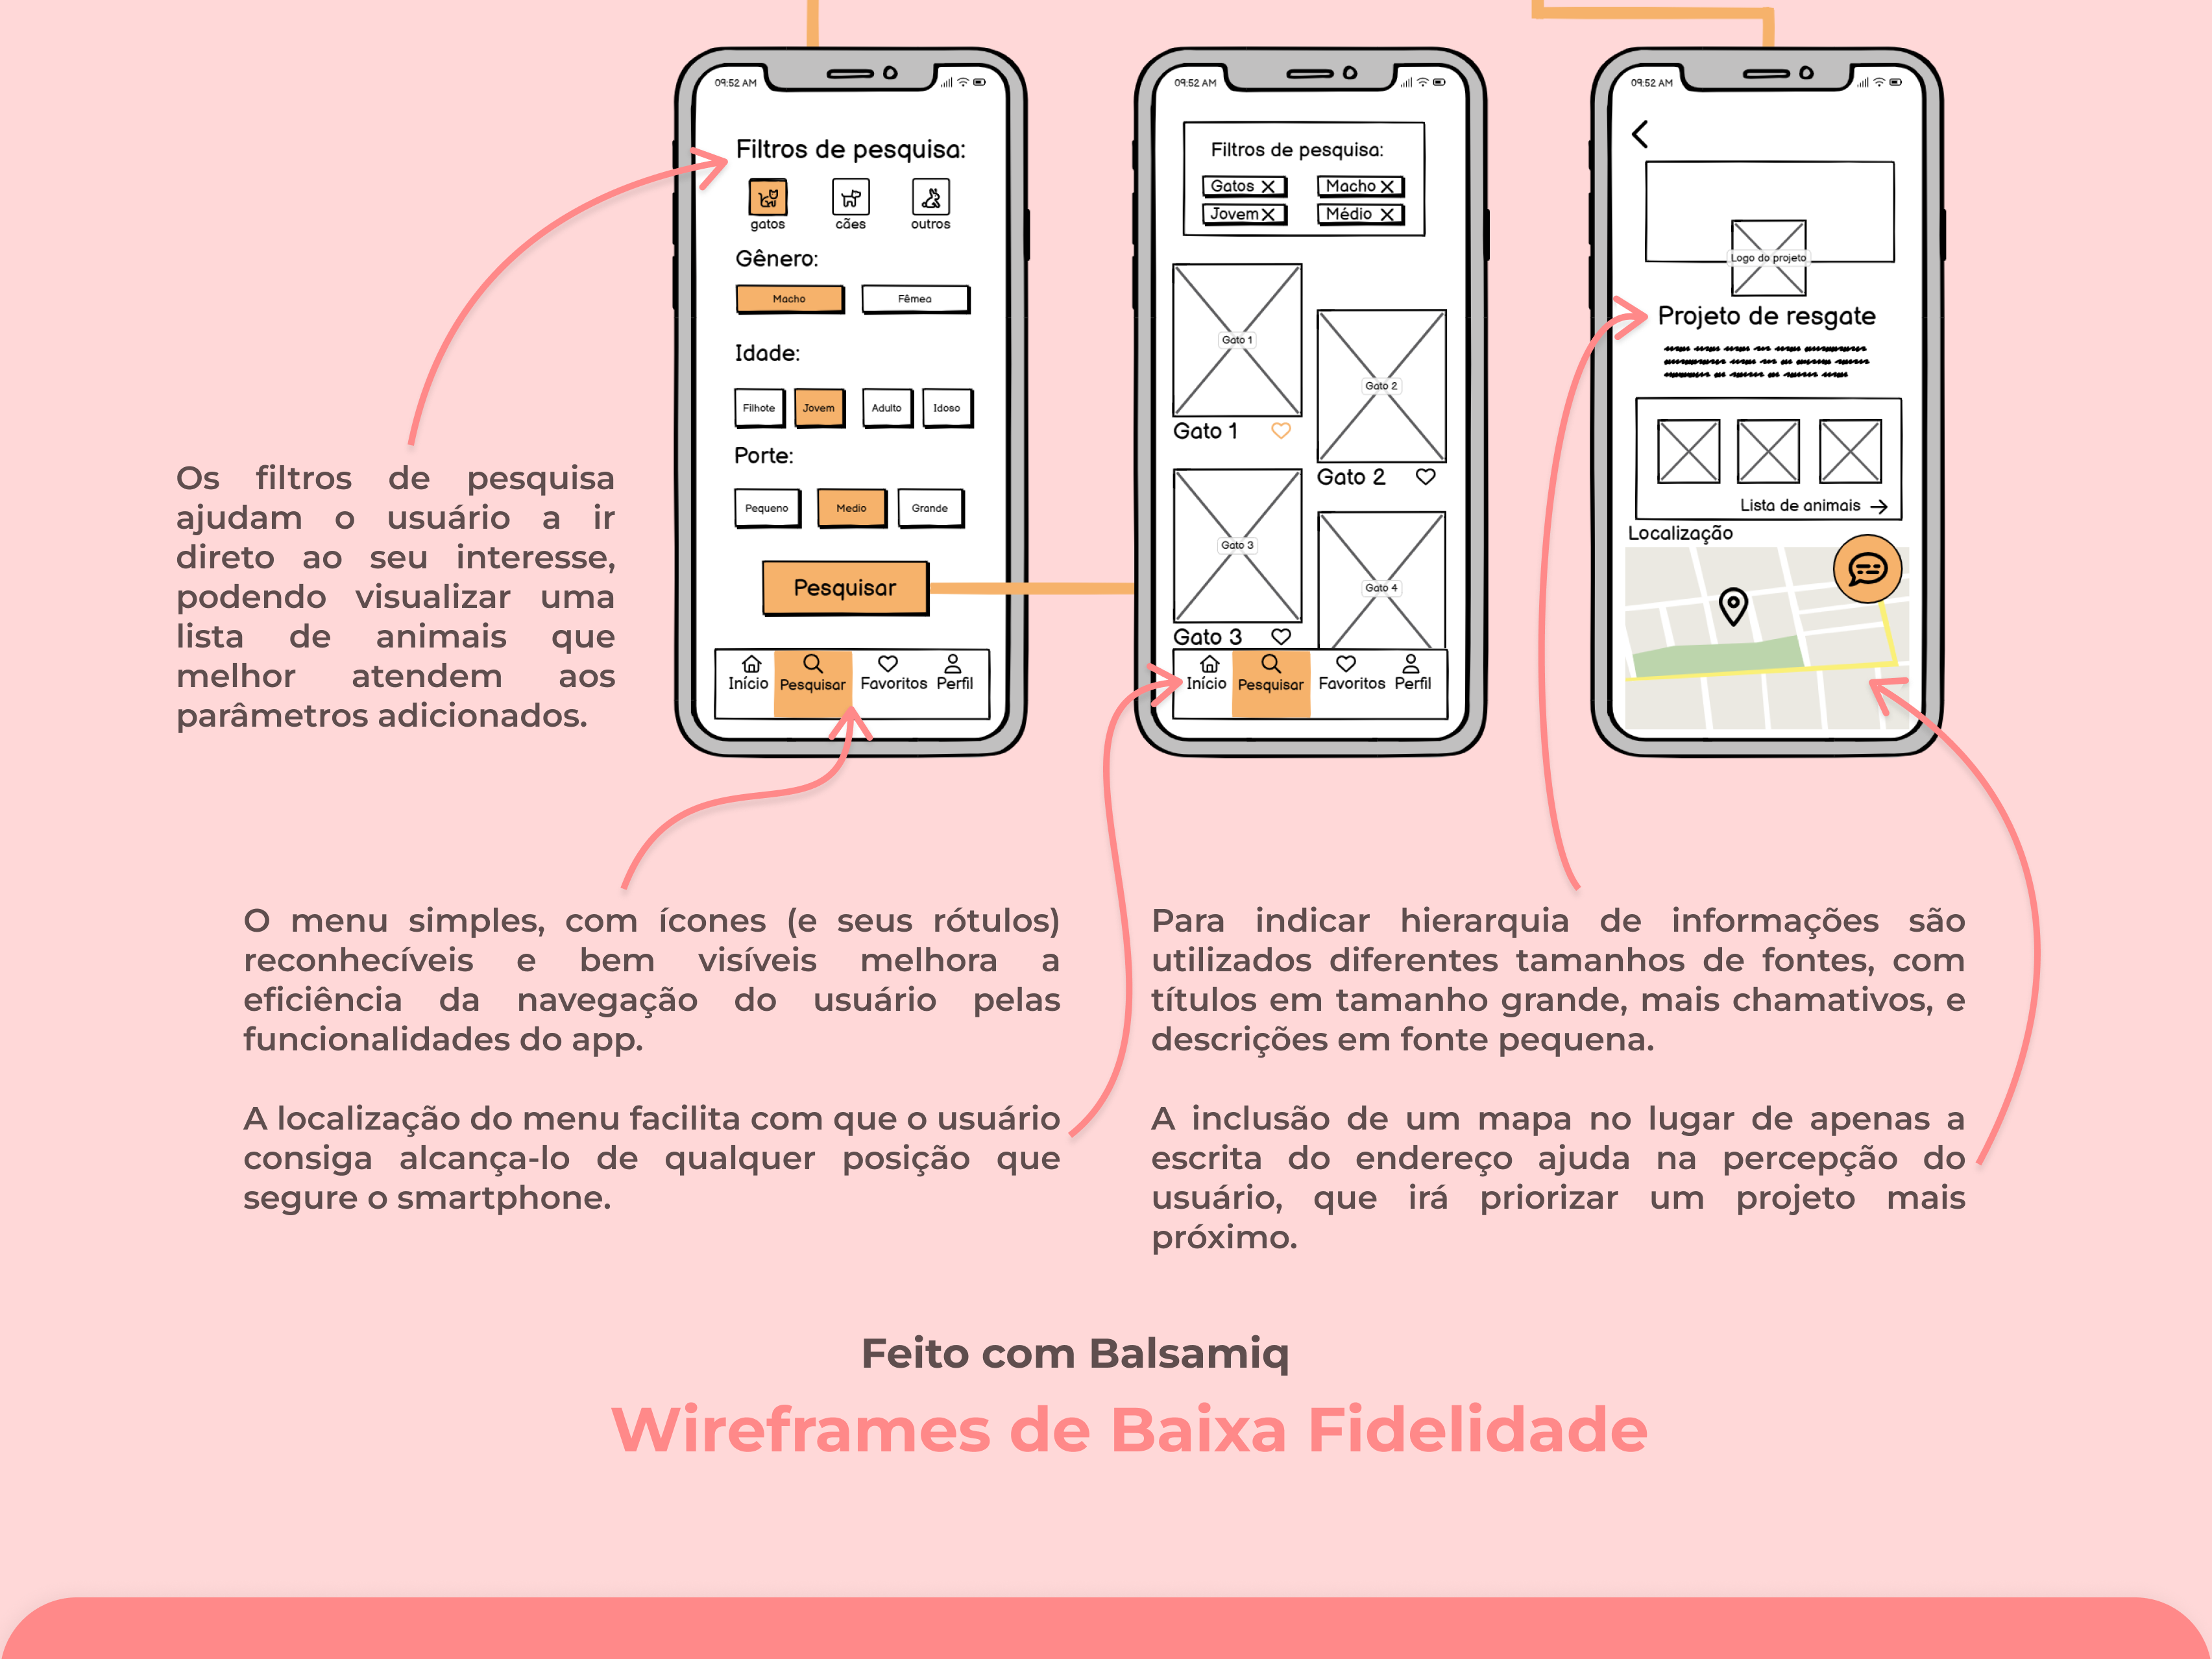 09:52 AM
Filtros de pesquisa:
gatos cães outros
Gênero:
Macho Fêmea
Idade:
Filhote Jovem Adulto Idoso
Porte:
Pequeno Medio Grande
Pesquisar
Início Pesquisar Favoritos Perfil
09:52 AM
Filtros de pesquisa:
Gatos X Macho X
Jovem X Médio X
Gato 1
Gato 2
Gato 1
Gato 2
Gato 3
Gato 4
Gato 3
Início Pesquisar Favoritos Perfil
09:52 AM
Logo do projeto
Projeto de resgate
Lista de animais →
Localização
Os filtros de pesquisa
ajudam o usuário a ir
direto ao seu interesse,
podendo visualizar uma
lista de animais que
melhor atendem aos
parâmetros adicionados.
O menu simples, com ícones (e seus rótulos)
reconhecíveis e bem visíveis melhora a
eficiência da navegação do usuário pelas
funcionalidades do app.
A localização do menu facilita com que o usuário
consiga alcança-lo de qualquer posição que
segure o smartphone.
Para indicar hierarquia de informações são
utilizados diferentes tamanhos de fontes, com
títulos em tamanho grande, mais chamativos, e
descrições em fonte pequena.
A inclusão de um mapa no lugar de apenas a
escrita do endereço ajuda na percepção do
usuário, que irá priorizar um projeto mais
próximo.
Feito com Balsamiq
Wireframes de Baixa Fidelidade